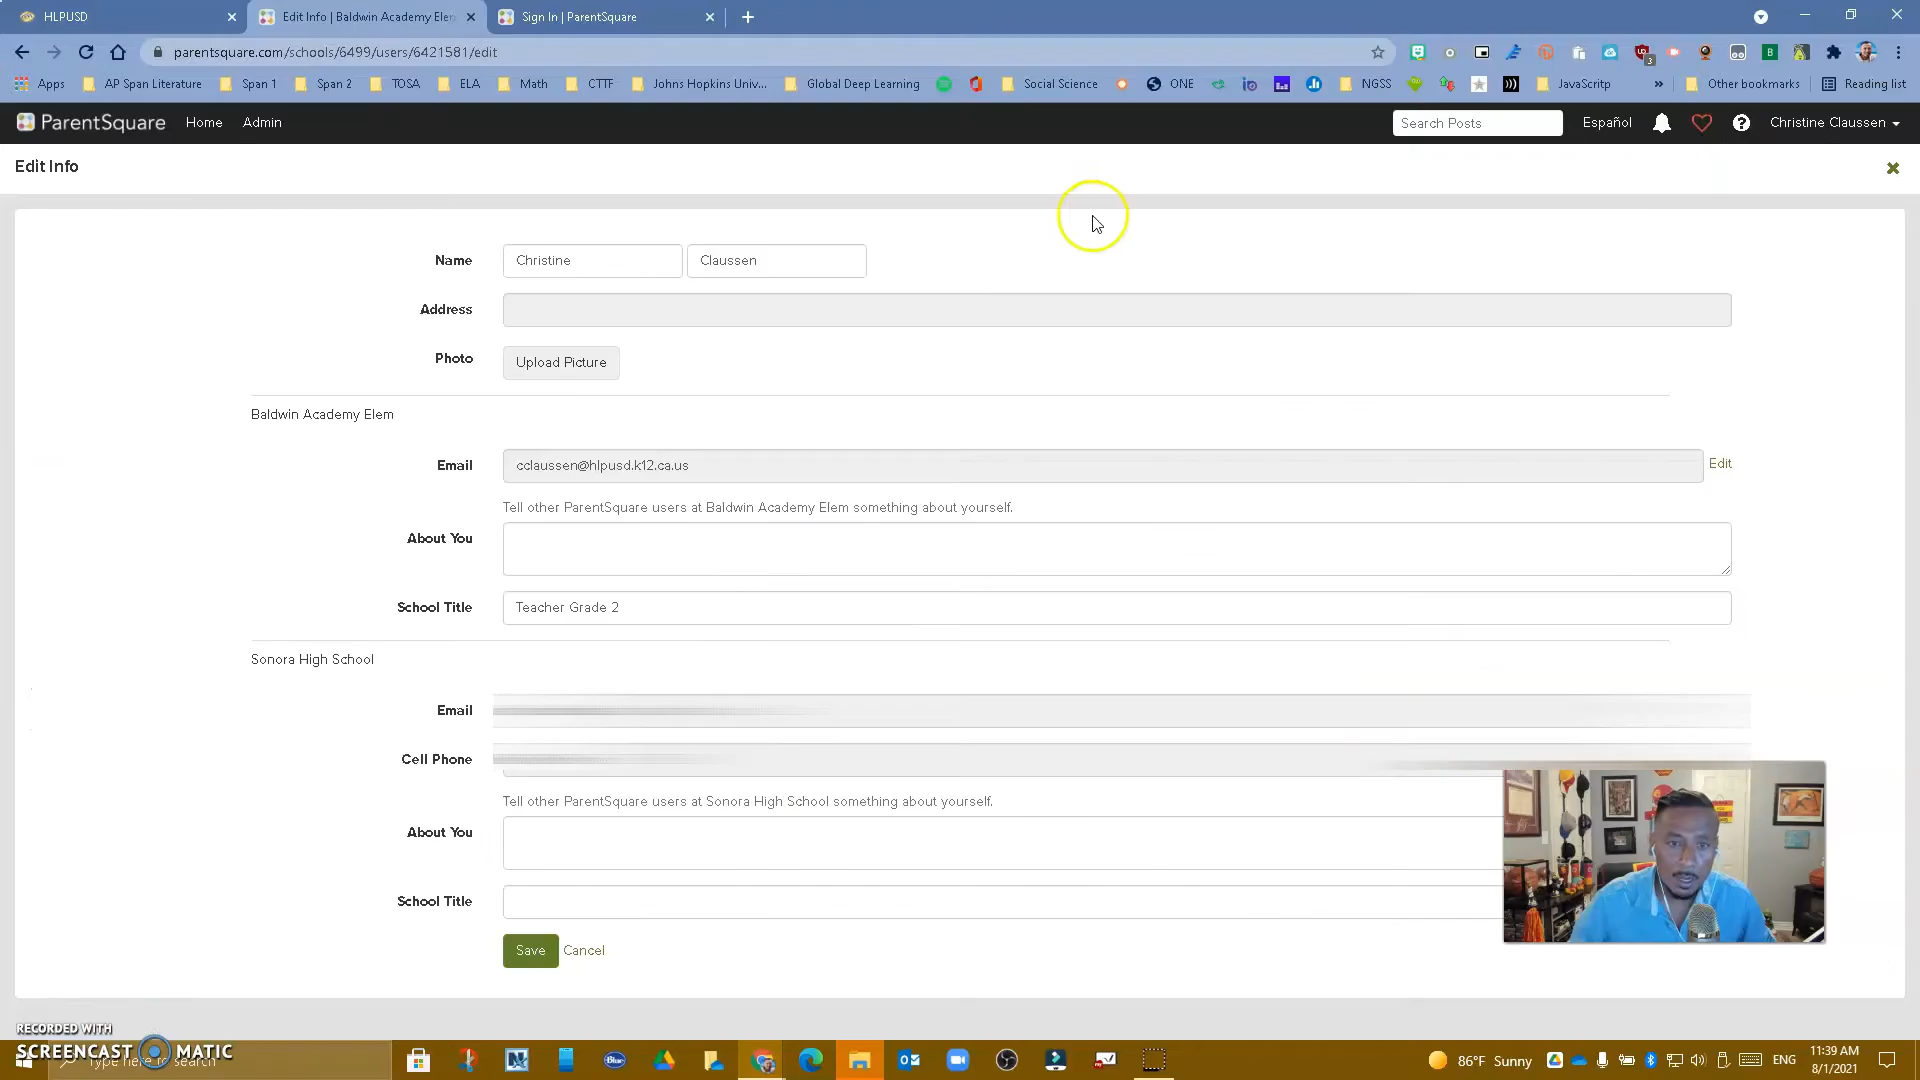 HLPUSD
Edit Info | Baldwin Academy Elem
Sign In | ParentSquare
parentsquare.com/schools/6499/users/6421581/edit
3
Apps AP Span Literature Span 1 Span 2 TOSA ELA Math CTTF Johns Hopkins Univ... Global Deep Learning Social Science ONE NGSS JavaScritp » Other bookmarks Reading list
ParentSquare Home Admin Search Posts Español Christine Claussen
Edit Info
Name Christine Claussen
Address
Photo Upload Picture
Baldwin Academy Elem
Email cclaussen@hlpusd.k12.ca.us Edit
Tell other ParentSquare users at Baldwin Academy Elem something about yourself.
About You
School Title Teacher Grade 2
Sonora High School
Email
Cell Phone
Tell other ParentSquare users at Sonora High School something about yourself.
About You
School Title
Save Cancel
RECORDED WITH
SCREENCAST MATIC
Type here to search
86°F Sunny ENG
11:39 AM
8/1/2021